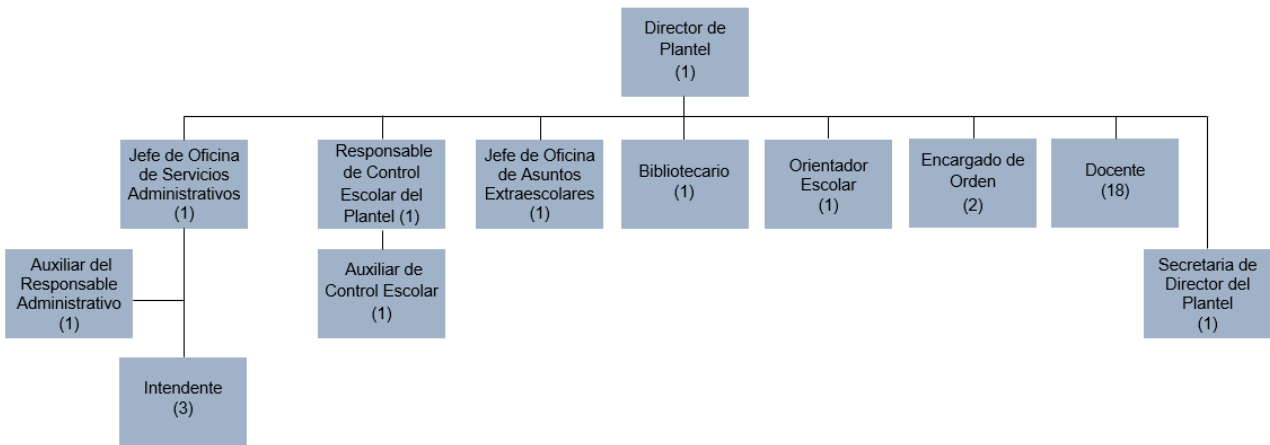 Director de
Plantel
(1)
Jefe de Oficina
de Servicios
Administrativos
(1)
Responsable
de Control
Escolar del
Plantel (1)
Jefe de Oficina
de Asuntos
Extraescolares
(1)
Bibliotecario
(1)
Orientador
Escolar
(1)
Encargado de
Orden
(2)
Docente
(18)
Auxiliar del
Responsable
Administrativo
(1)
Auxiliar de
Control Escolar
(1)
Secretaria de
Director del
Plantel
(1)
Intendente
(3)